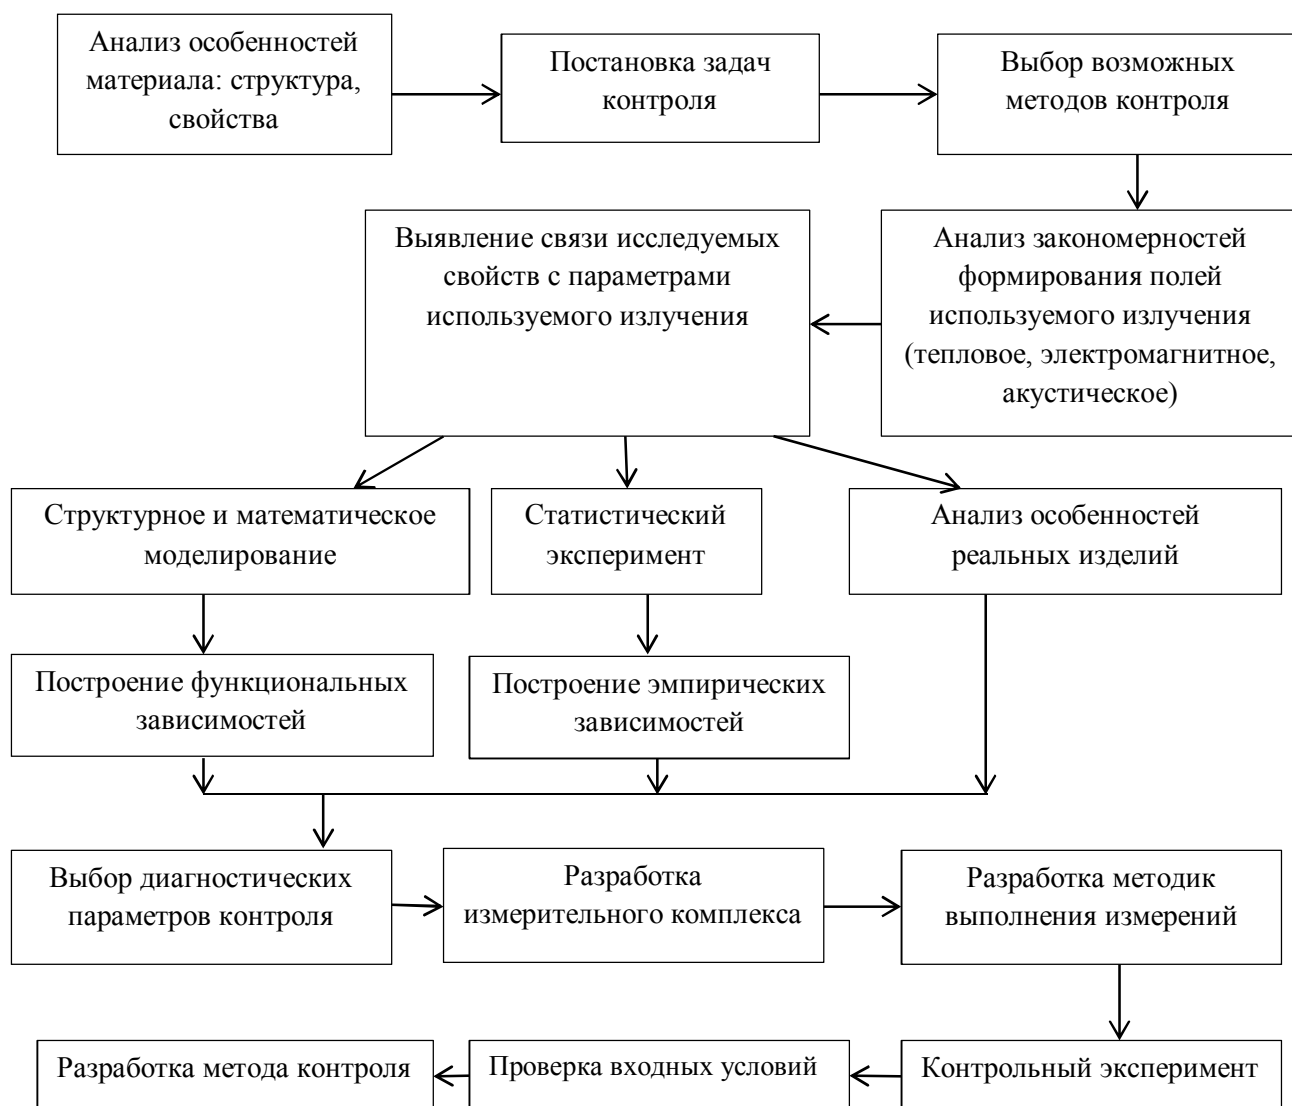 Анализ особенностей
материала: структура,
свойства
Постановка задач
контроля
Выбор возможных
методов контроля
Анализ закономерностей
формирования полей
используемого излучения
(тепловое, электромагнитное,
акустическое)
Выявление связи исследуемых
свойств с параметрами
используемого излучения
Структурное и математическое
моделирование
Статистический
эксперимент
Анализ особенностей
реальных изделий
Построение функциональных
зависимостей
Построение эмпирических
зависимостей
Выбор диагностических
параметров контроля
Разработка
измерительного комплекса
Разработка методик
выполнения измерений
Контрольный эксперимент
Проверка входных условий
Разработка метода контроля